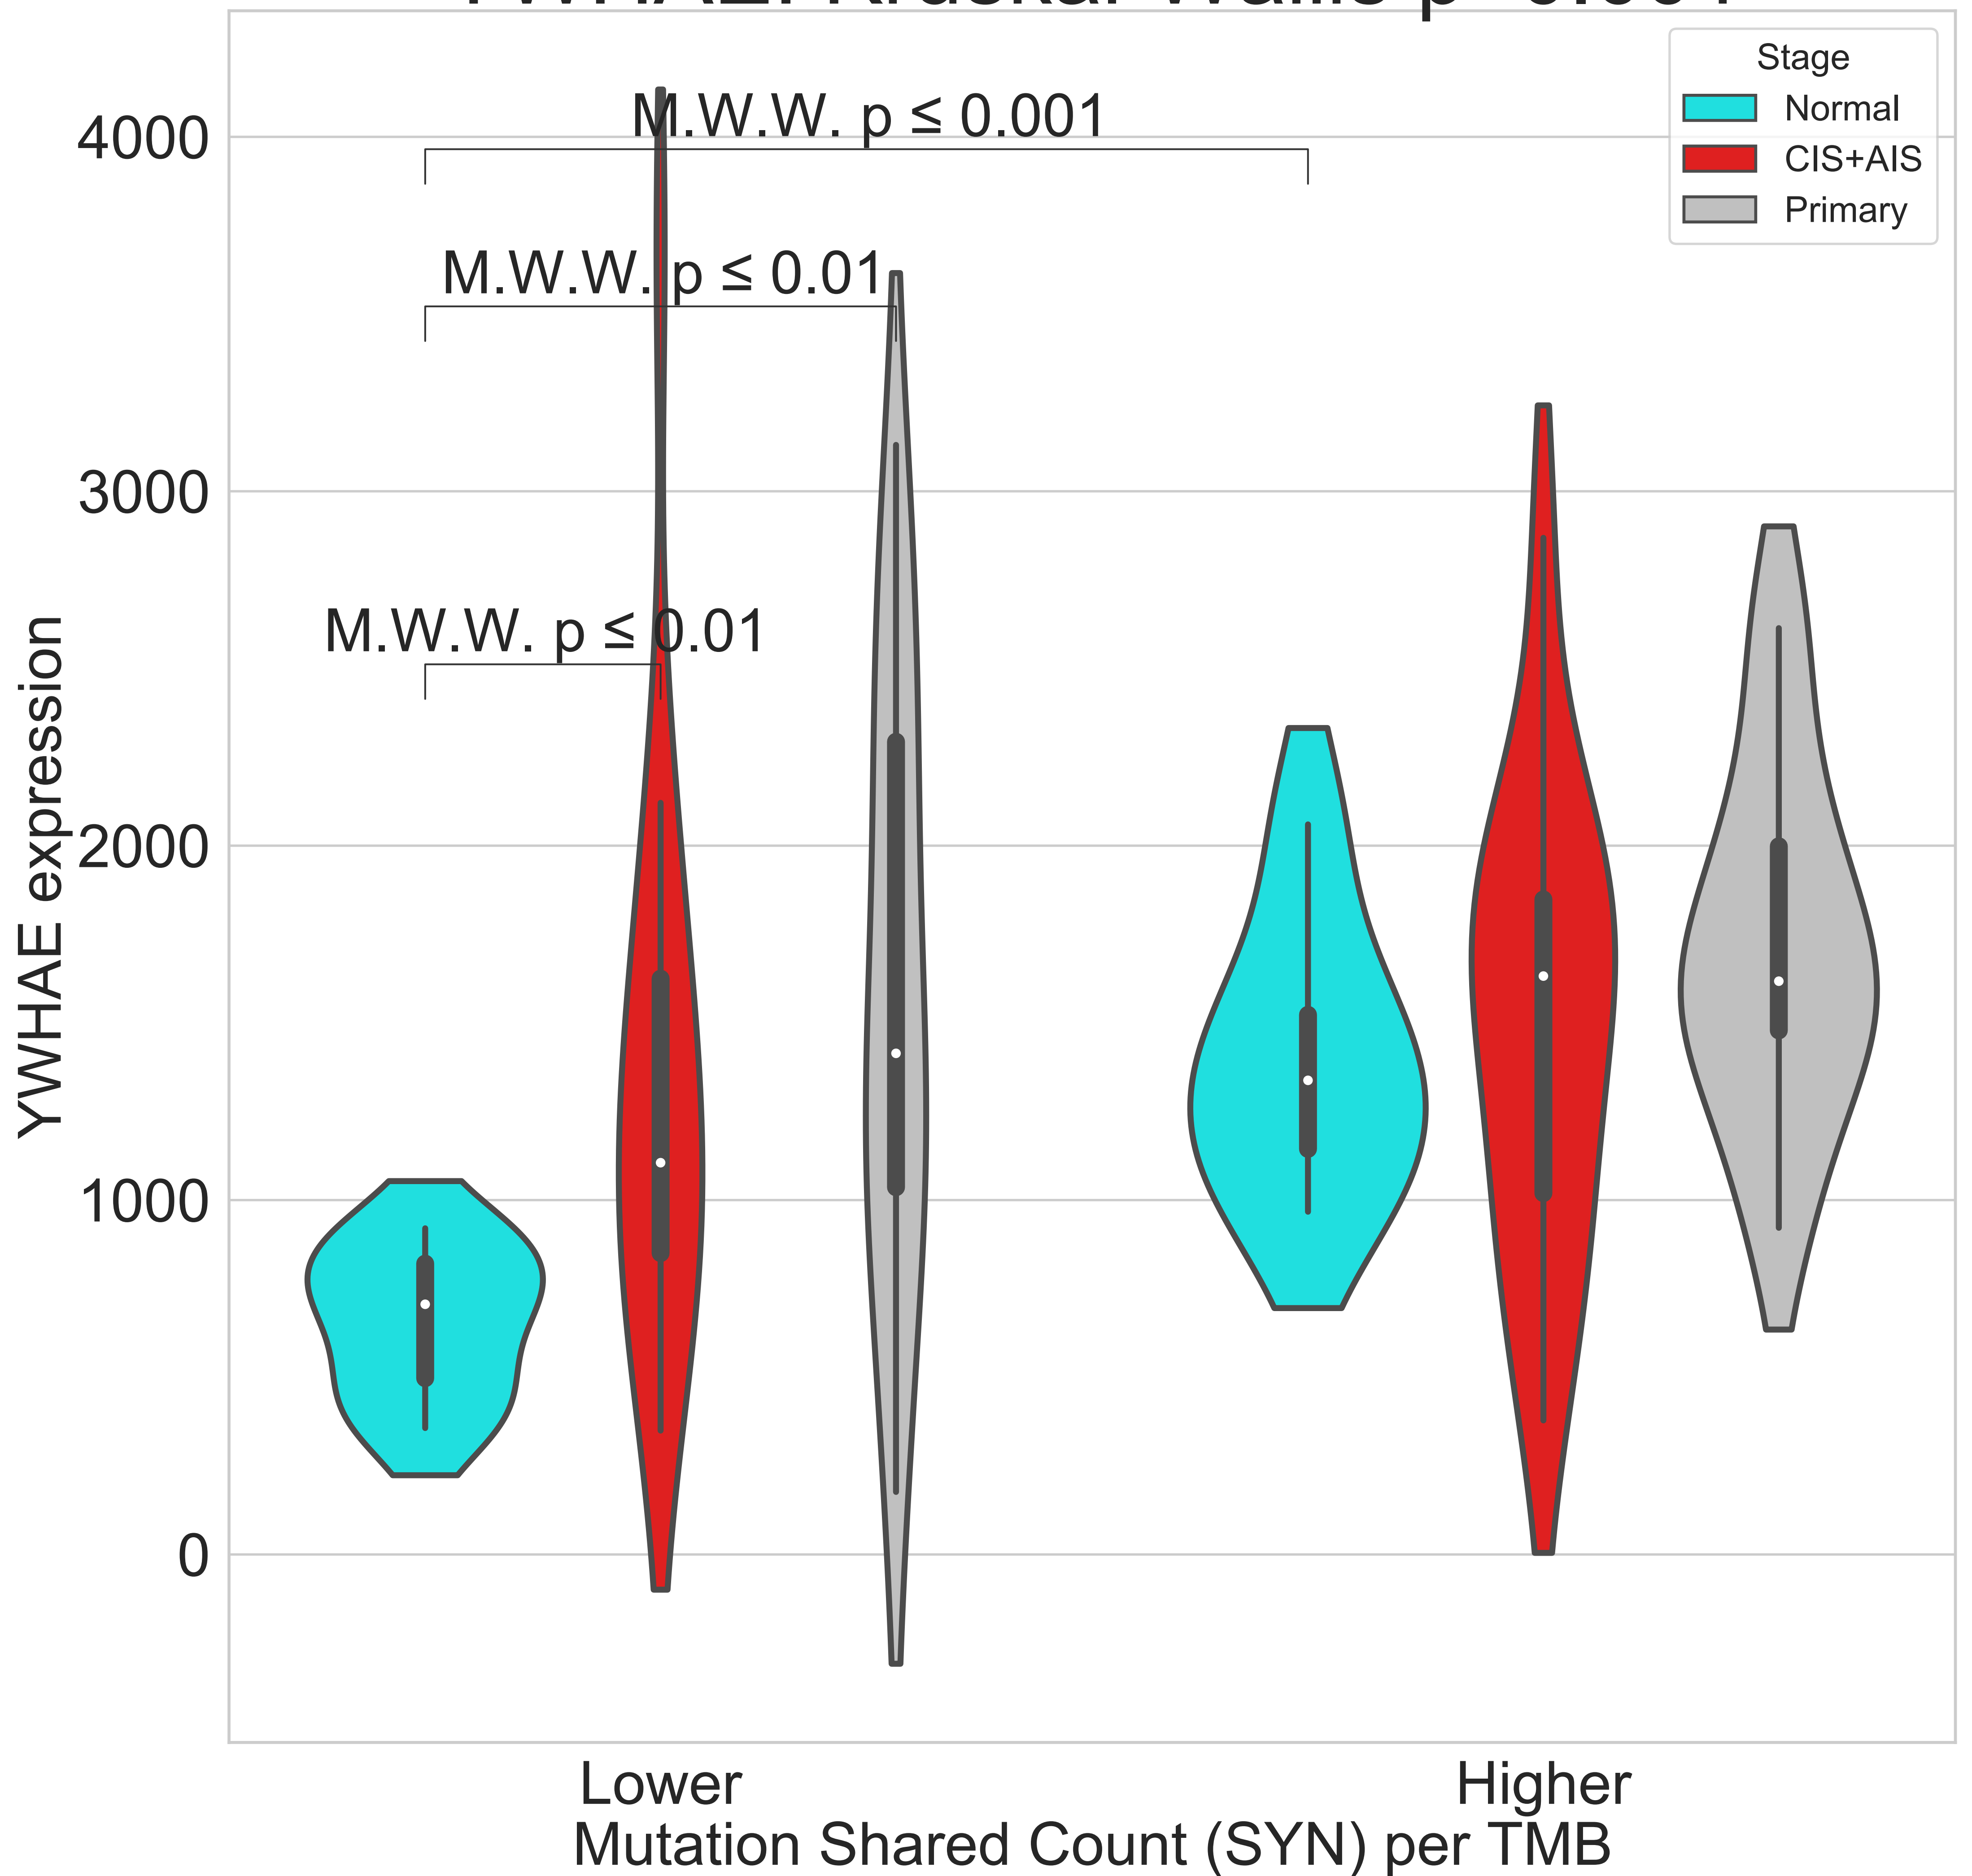 Stage
Normal
CIS+AIS
Primary
M.W.W. p ≤ 0.001
M.W.W. p ≤ 0.01
M.W.W. p ≤ 0.01
4000
3000
2000
1000
0
YWHAE expression
Lower
Higher
Mutation Shared Count (SYN) per TMB